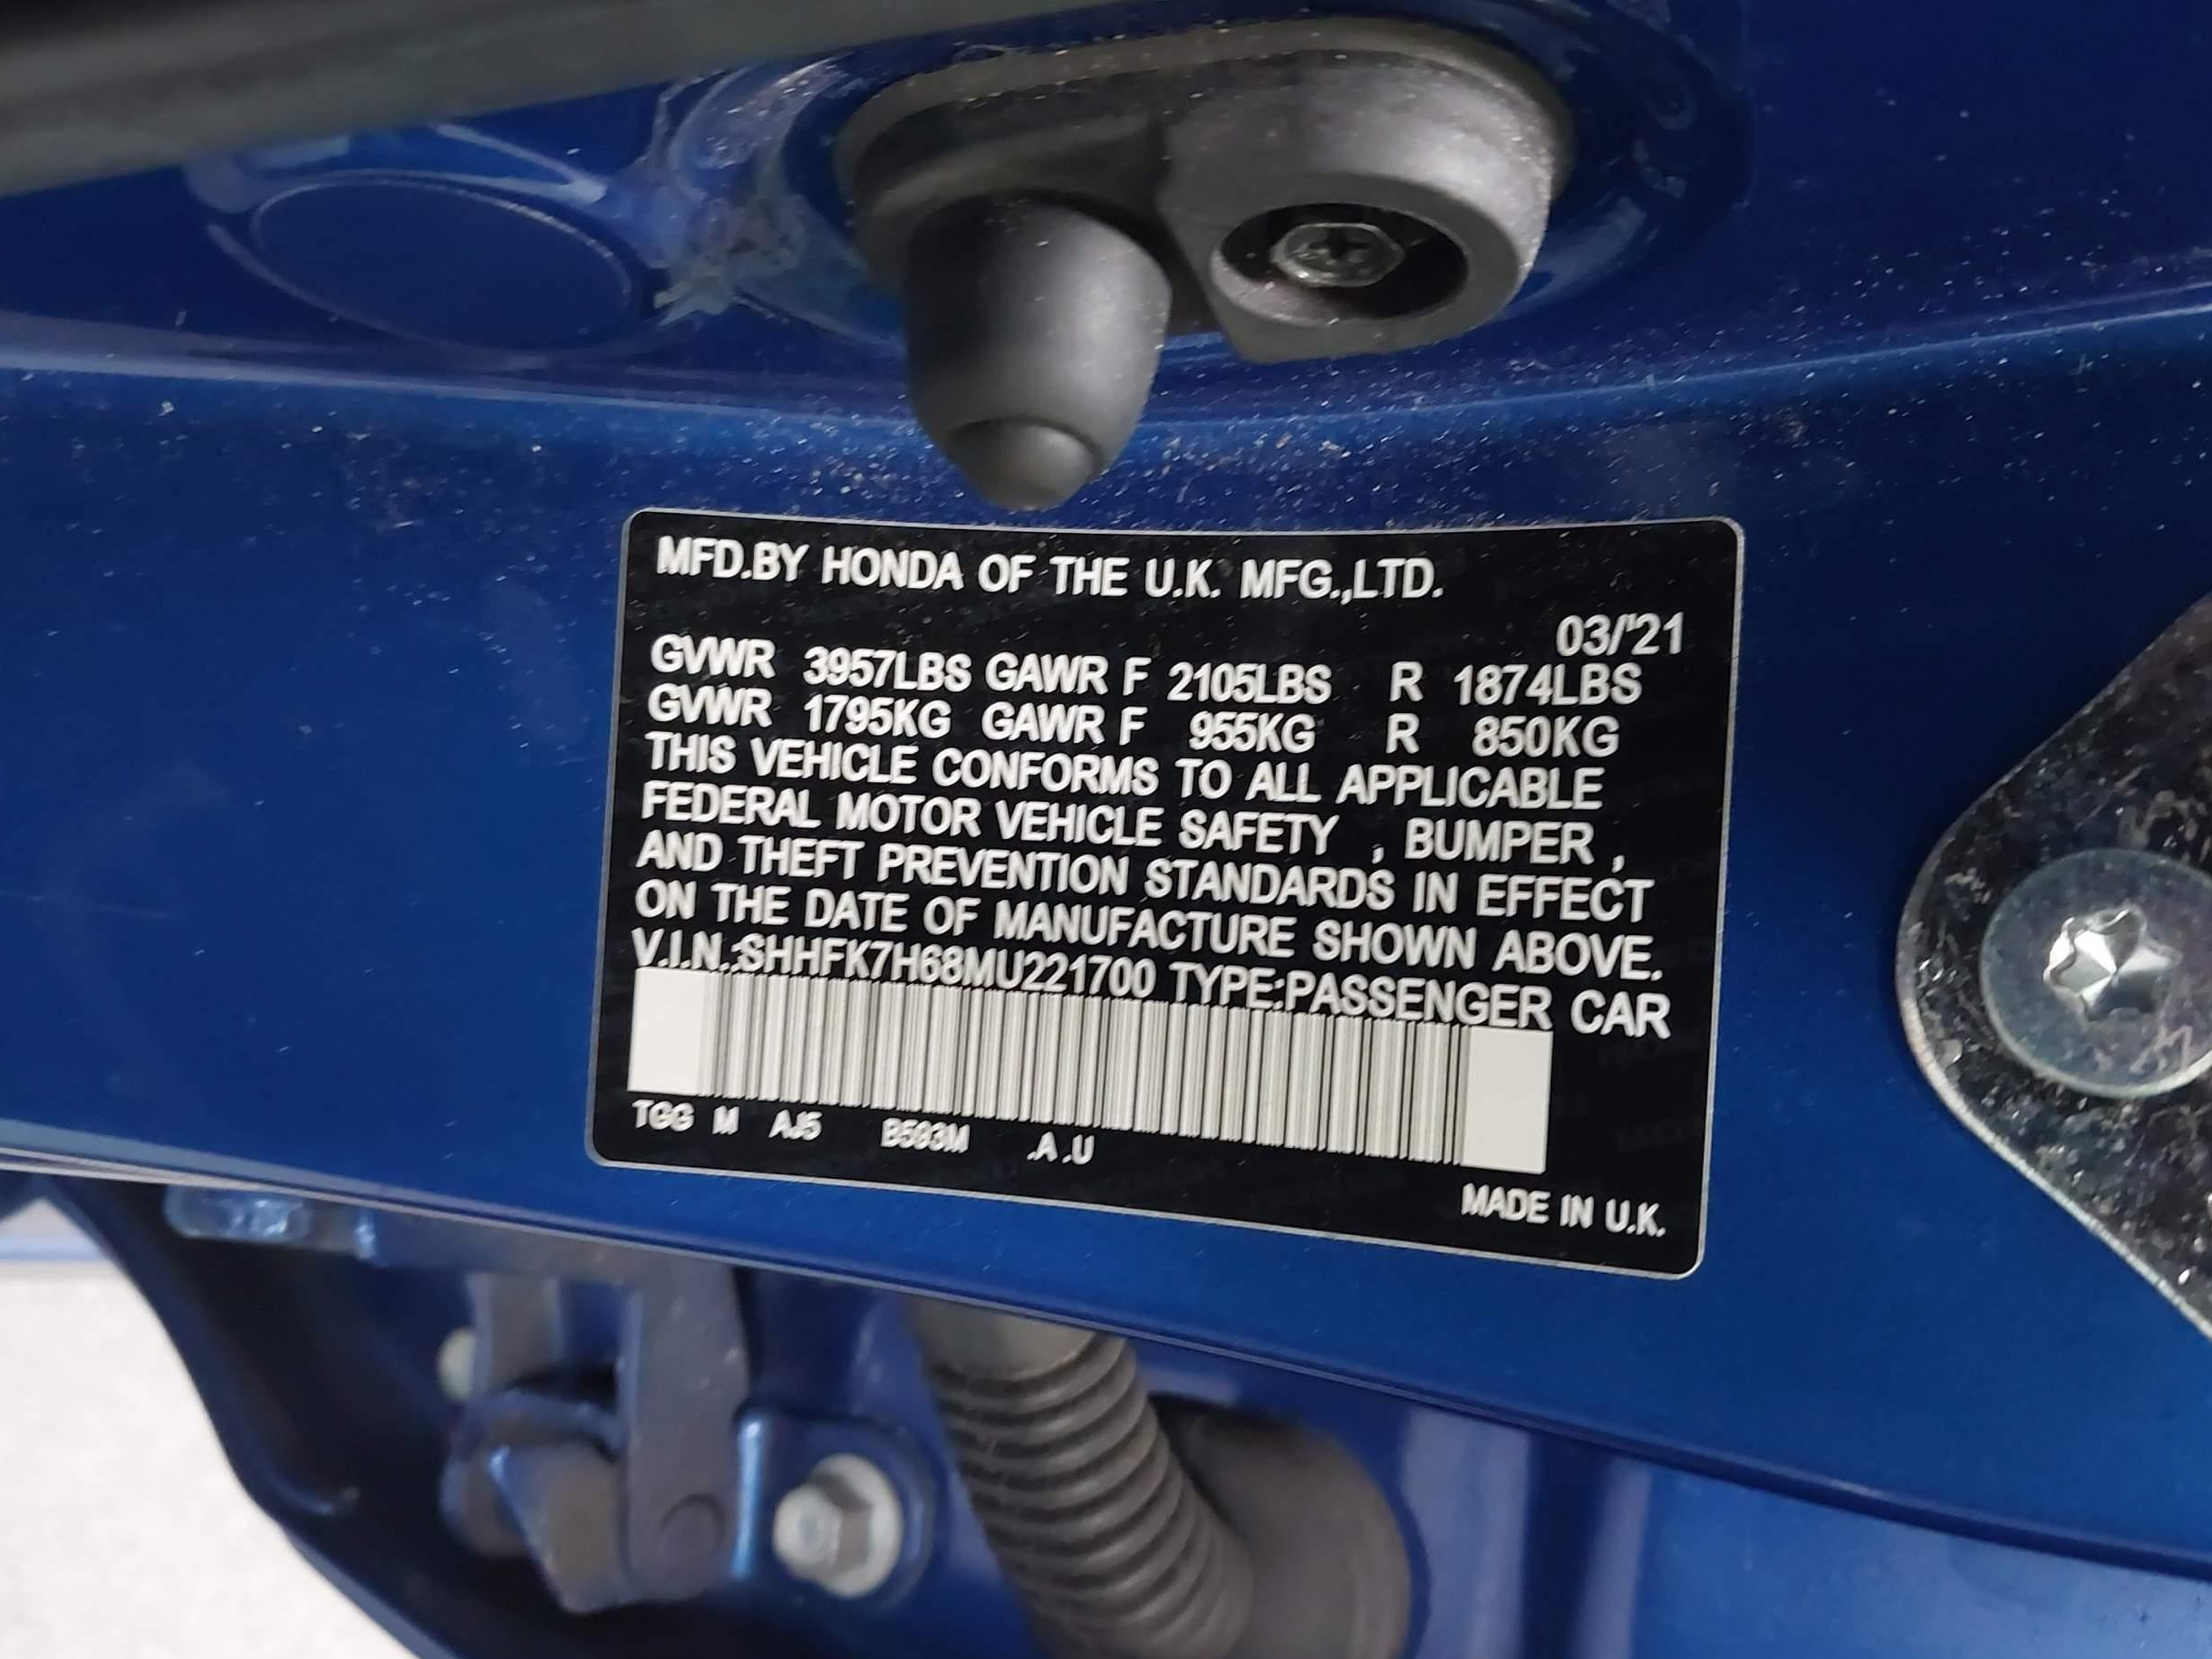 MFD.BY HONDA OF THE U.K. MFG.,LTD.
03/'21
GVWR 3957LBS GAWR F 2105LBS R 1874LBS
GVWR 1795KG GAWR F 955KG R 850KG
THIS VEHICLE CONFORMS TO ALL APPLICABLE
FEDERAL MOTOR VEHICLE SAFETY , BUMPER ,
AND THEFT PREVENTION STANDARDS IN EFFECT
ON THE DATE OF MANUFACTURE SHOWN ABOVE.
V.I.N.:SHHFK7H68MU221700 TYPE:PASSENGER CAR
TGG M AJ5 B593M .A .U
MADE IN U.K.